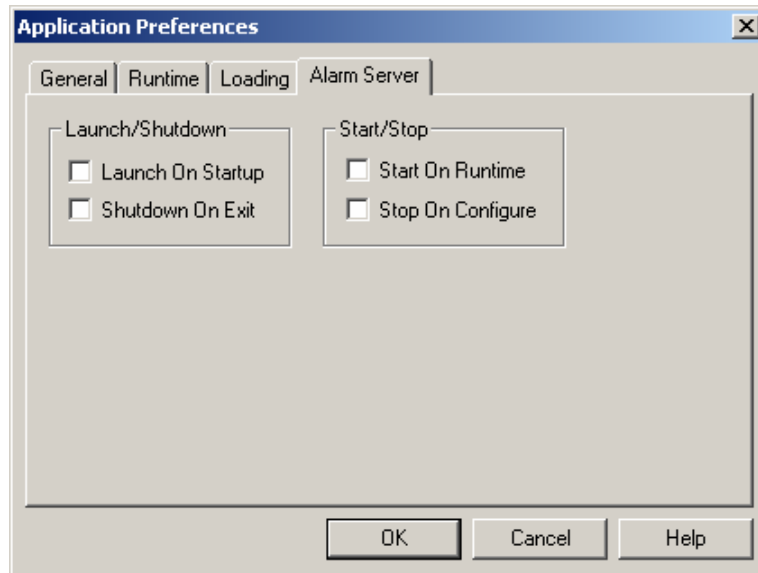 Application Preferences
General Runtime Loading Alarm Server
Launch/Shutdown Start/Stop
Launch On Startup Start On Runtime
Shutdown On Exit Stop On Configure
OK Cancel Help